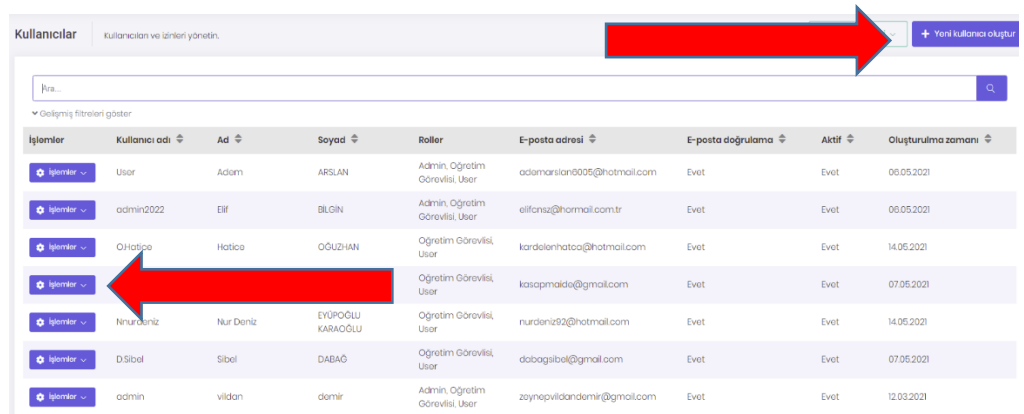 Kullanıcılar Kullanıcıları ve izinleri yönetin. + Yeni kullanıcı oluştur
Ara...
Gelişmiş filtreleri göster
İşlemler Kullanıcı adı Ad Soyad Roller E-posta adresi E-posta doğrulama Aktif Oluşturulma zamanı
İşlemler User Adem ARSLAN Admin, Öğretim Görevlisi, User ademarslan6005@hotmail.com Evet Evet 06.05.2021
İşlemler admin2022 Elif BİLGİN Admin, Öğretim Görevlisi, User elifonsz@hormail.com.tr Evet Evet 06.05.2021
İşlemler O.Hatice Hatice OĞUZHAN Öğretim Görevlisi, User kardelenhatca@hotmail.com Evet Evet 14.05.2021
İşlemler Öğretim Görevlisi, User kasapmaide@gmail.com Evet Evet 07.05.2021
İşlemler Nnurdeniz Nur Deniz EYÜPOĞLU KARAOĞLU Öğretim Görevlisi, User nurdeniz92@hotmail.com Evet Evet 14.05.2021
İşlemler D.Sibel Sibel DABAĞ Öğretim Görevlisi, User dabagsibel@gmail.com Evet Evet 07.05.2021
İşlemler admin vildan demir Admin, Öğretim Görevlisi, User zeynepvildandemir@gmail.com Evet Evet 12.03.2021